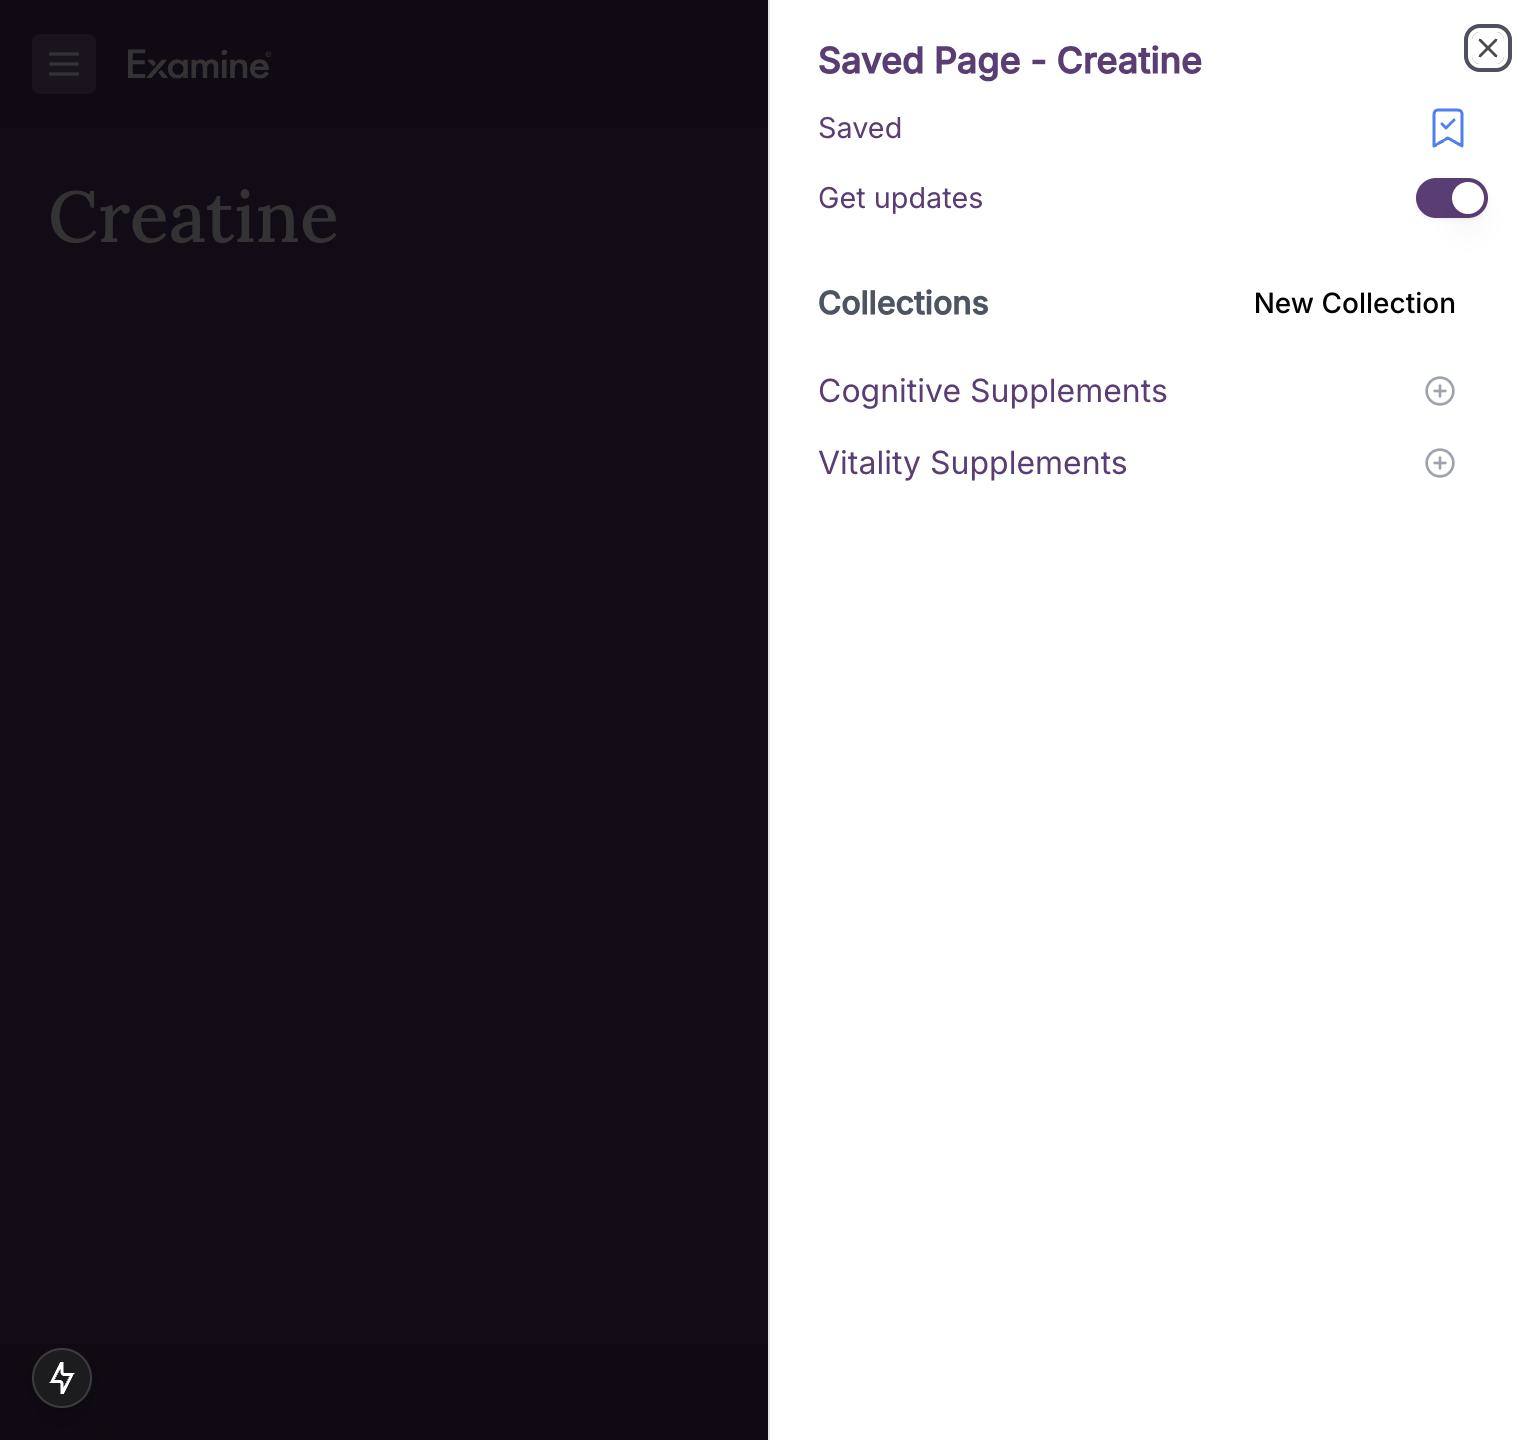 Examine®
Creatine
Saved Page - Creatine
Saved
Get updates
Collections
New Collection
Cognitive Supplements
Vitality Supplements